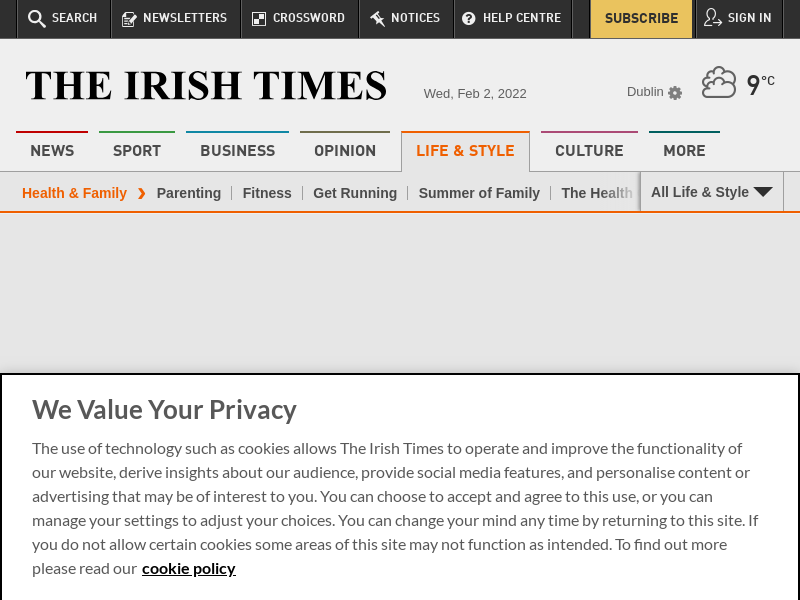 SEARCH NEWSLETTERS CROSSWORD NOTICES HELP CENTRE SUBSCRIBE SIGN IN
THE IRISH TIMES
Wed, Feb 2, 2022
Dublin
9°C
NEWS SPORT BUSINESS OPINION LIFE & STYLE CULTURE MORE
Health & Family Parenting Fitness Get Running Summer of Family The Health All Life & Style
We Value Your Privacy
The use of technology such as cookies allows The Irish Times to operate and improve the functionality of
our website, derive insights about our audience, provide social media features, and personalise content or
advertising that may be of interest to you. You can choose to accept and agree to this use, or you can
manage your settings to adjust your choices. You can change your mind any time by returning to this site. If
you do not allow certain cookies some areas of this site may not function as intended. To find out more
please read our cookie policy